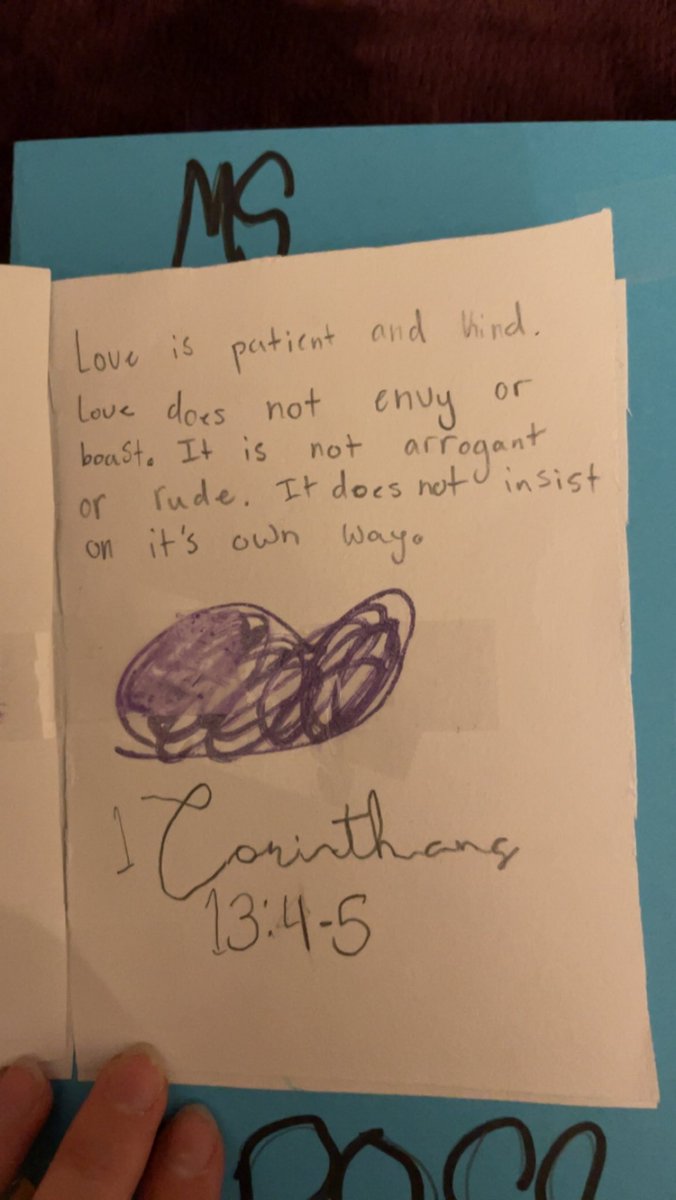 MS
Love is patient and kind.
Love does not envy or
boast. It is not arrogant
or rude. It does not insist
on it's own way.
1 Corinthans
13:4-5